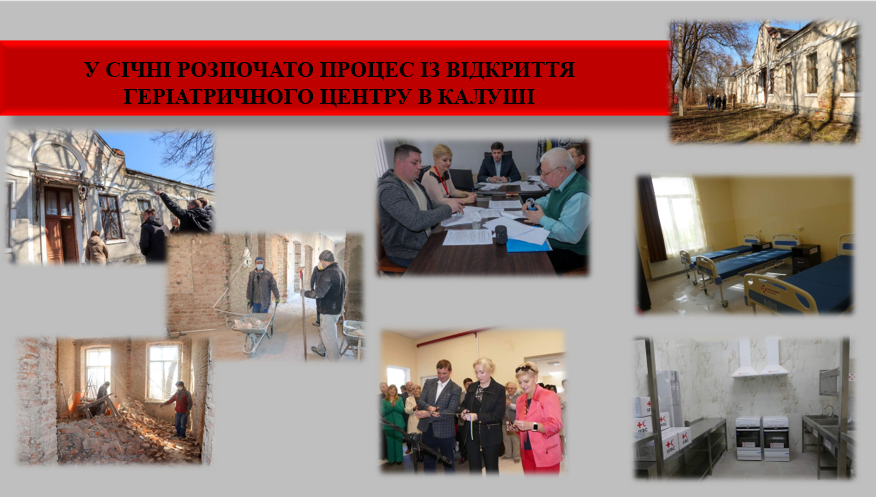 У СІЧНІ РОЗПОЧАТО ПРОЦЕС ІЗ ВІДКРИТТЯ
ГЕРІАТРИЧНОГО ЦЕНТРУ В КАЛУШІ